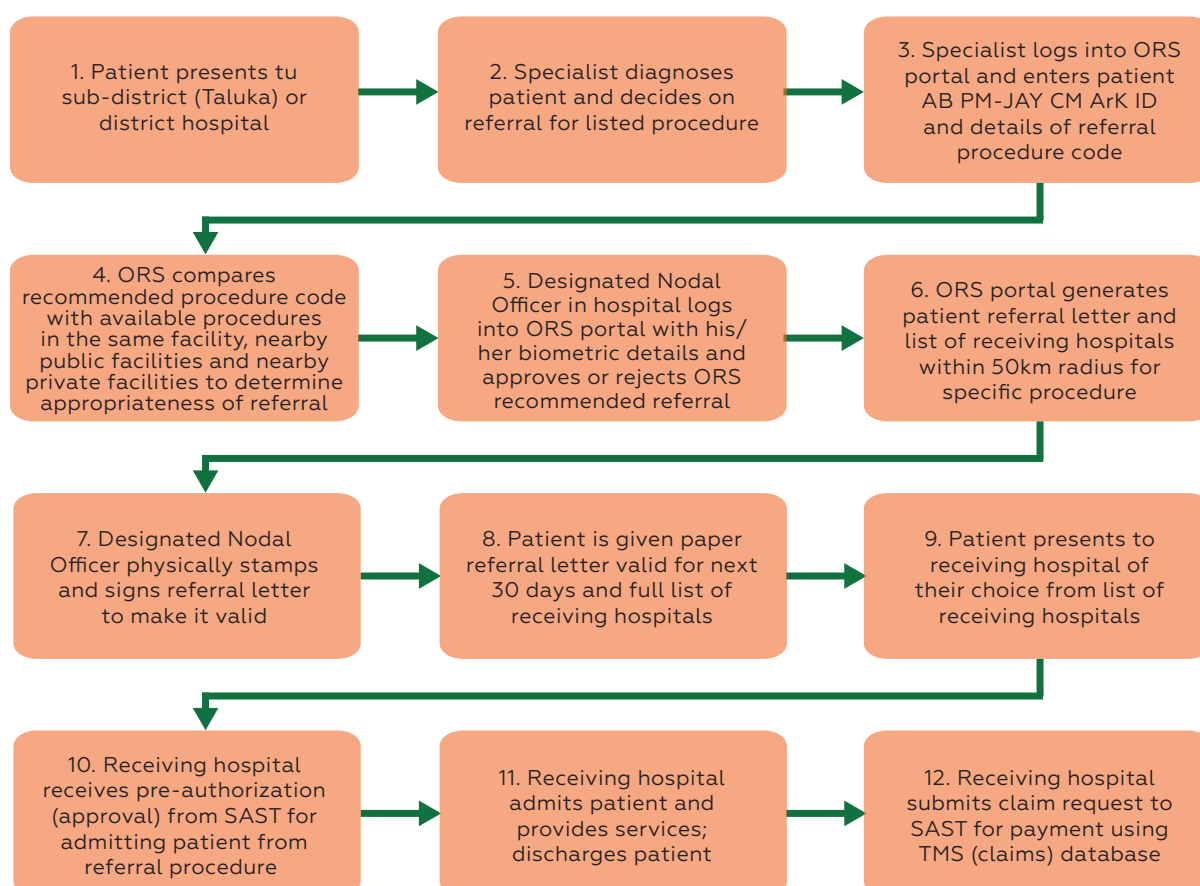 1. Patient presents tu
sub-district (Taluka) or
district hospital
2. Specialist diagnoses
patient and decides on
referral for listed procedure
3. Specialist logs into ORS
portal and enters patient
AB PM-JAY CM ArK ID
and details of referral
procedure code
4. ORS compares
recommended procedure code
with available procedures
in the same facility, nearby
public facilities and nearby
private facilities to determine
appropriateness of referral
5. Designated Nodal
Officer in hospital logs
into ORS portal with his/
her biometric details and
approves or rejects ORS
recommended referral
6. ORS portal generates
patient referral letter and
list of receiving hospitals
within 50km radius for
specific procedure
7. Designated Nodal
Officer physically stamps
and signs referral letter
to make it valid
8. Patient is given paper
referral letter valid for next
30 days and full list of
receiving hospitals
9. Patient presents to
receiving hospital of
their choice from list of
receiving hospitals
10. Receiving hospital
receives pre-authorization
(approval) from SAST for
admitting patient from
referral procedure
11. Receiving hospital
admits patient and
provides services;
discharges patient
12. Receiving hospital
submits claim request to
SAST for payment using
TMS (claims) database